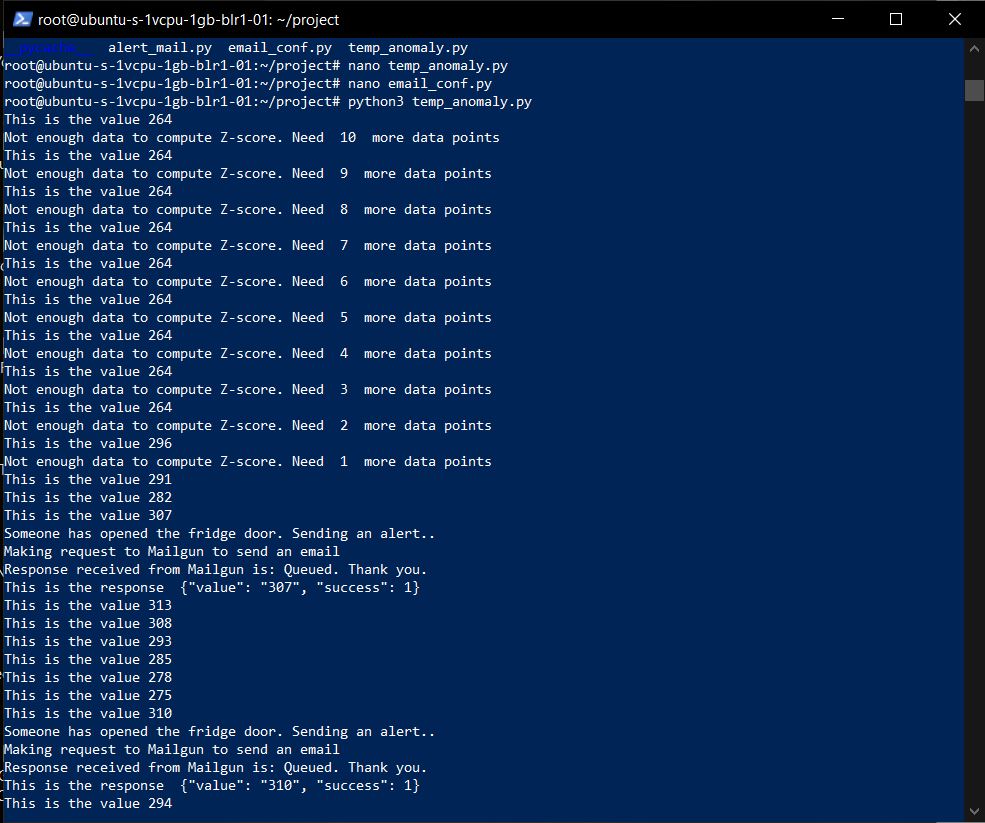 root@ubuntu-s-1vcpu-1gb-blr1-01: ~/project
__pycache__  alert_mail.py  email_conf.py  temp_anomaly.py
root@ubuntu-s-1vcpu-1gb-blr1-01:~/project# nano temp_anomaly.py
root@ubuntu-s-1vcpu-1gb-blr1-01:~/project# nano email_conf.py
root@ubuntu-s-1vcpu-1gb-blr1-01:~/project# python3 temp_anomaly.py
This is the value 264
Not enough data to compute Z-score. Need  10  more data points
This is the value 264
Not enough data to compute Z-score. Need  9  more data points
This is the value 264
Not enough data to compute Z-score. Need  8  more data points
This is the value 264
Not enough data to compute Z-score. Need  7  more data points
This is the value 264
Not enough data to compute Z-score. Need  6  more data points
This is the value 264
Not enough data to compute Z-score. Need  5  more data points
This is the value 264
Not enough data to compute Z-score. Need  4  more data points
This is the value 264
Not enough data to compute Z-score. Need  3  more data points
This is the value 264
Not enough data to compute Z-score. Need  2  more data points
This is the value 296
Not enough data to compute Z-score. Need  1  more data points
This is the value 291
This is the value 282
This is the value 307
Someone has opened the fridge door. Sending an alert..
Making request to Mailgun to send an email
Response received from Mailgun is: Queued. Thank you.
This is the response  {"value": "307", "success": 1}
This is the value 313
This is the value 308
This is the value 293
This is the value 285
This is the value 278
This is the value 275
This is the value 310
Someone has opened the fridge door. Sending an alert..
Making request to Mailgun to send an email
Response received from Mailgun is: Queued. Thank you.
This is the response  {"value": "310", "success": 1}
This is the value 294